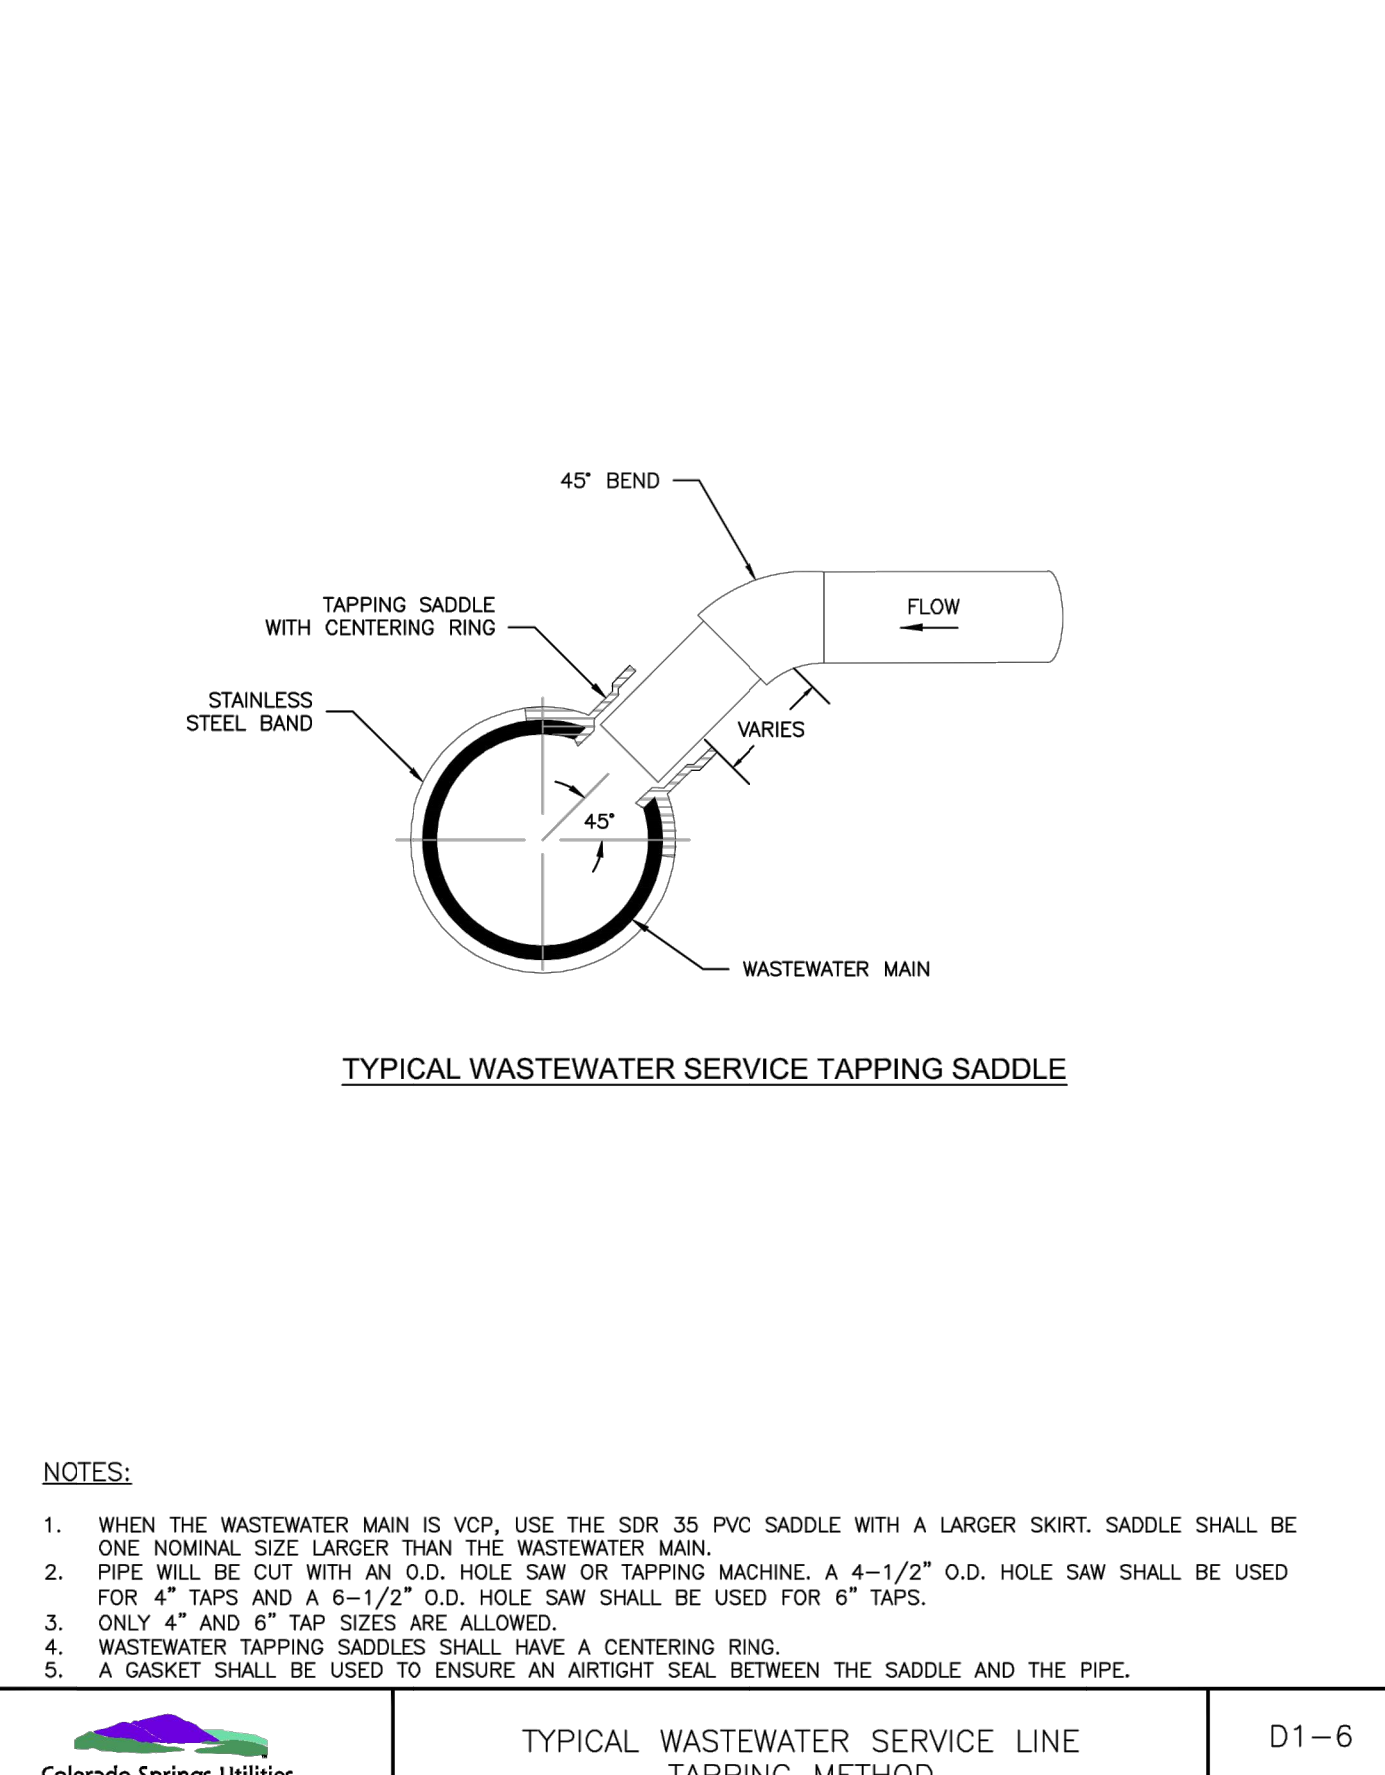 45° BEND
FLOW
TAPPING SADDLE
WITH CENTERING RING
STAINLESS
STEEL BAND
VARIES
45°
WASTEWATER MAIN
TYPICAL WASTEWATER SERVICE TAPPING SADDLE
NOTES:
1. WHEN THE WASTEWATER MAIN IS VCP, USE THE SDR 35 PVC SADDLE WITH A LARGER SKIRT. SADDLE SHALL BE
ONE NOMINAL SIZE LARGER THAN THE WASTEWATER MAIN.
2. PIPE WILL BE CUT WITH AN O.D. HOLE SAW OR TAPPING MACHINE. A 4-1/2" O.D. HOLE SAW SHALL BE USED
FOR 4" TAPS AND A 6-1/2" O.D. HOLE SAW SHALL BE USED FOR 6" TAPS.
3. ONLY 4" AND 6" TAP SIZES ARE ALLOWED.
4. WASTEWATER TAPPING SADDLES SHALL HAVE A CENTERING RING.
5. A GASKET SHALL BE USED TO ENSURE AN AIRTIGHT SEAL BETWEEN THE SADDLE AND THE PIPE.
TYPICAL WASTEWATER SERVICE LINE
TAPPING METHOD
D1-6
Colorado Springs Utilities